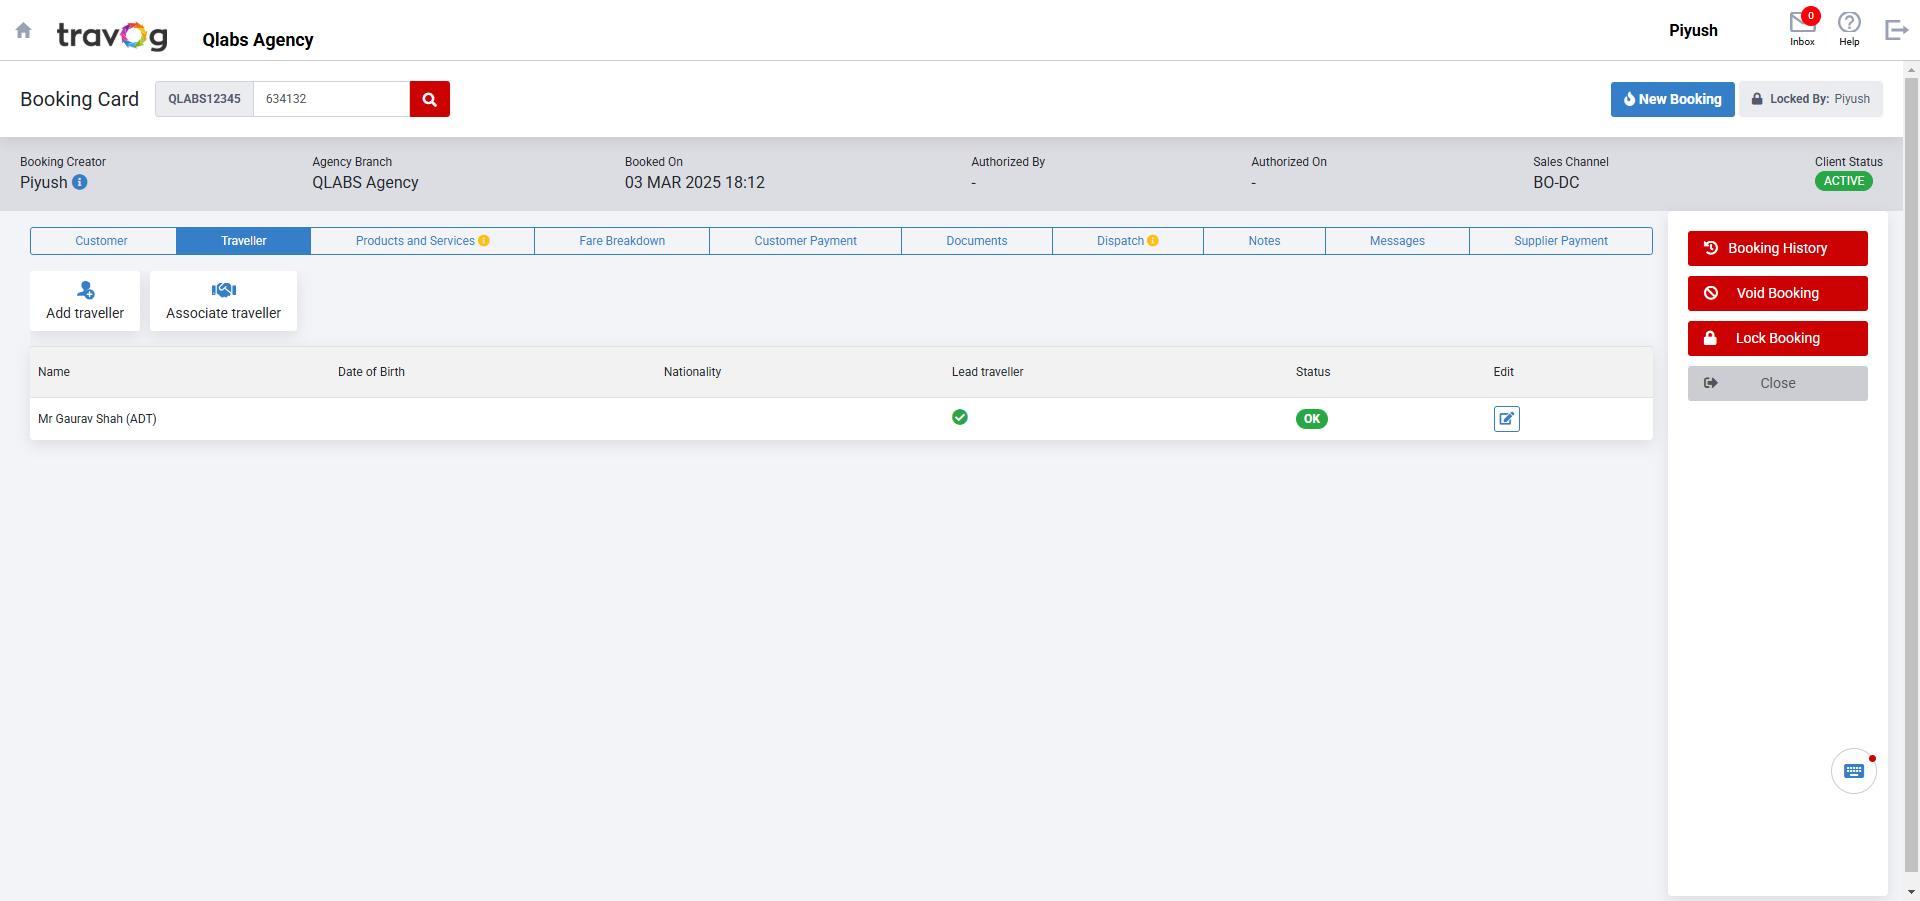 travog
Qlabs Agency
Piyush
0
Inbox
Help
Booking Card
QLABS12345
634132
New Booking
Locked By: Piyush
Booking Creator
Piyush
Agency Branch
QLABS Agency
Booked On
03 MAR 2025 18:12
Authorized By
-
Authorized On
-
Sales Channel
BO-DC
Client Status
ACTIVE
Customer
Traveller
Products and Services
Fare Breakdown
Customer Payment
Documents
Dispatch
Notes
Messages
Supplier Payment
Add traveller
Associate traveller
Name
Date of Birth
Nationality
Lead traveller
Status
Edit
Mr Gaurav Shah (ADT)
OK
Booking History
Void Booking
Lock Booking
Close